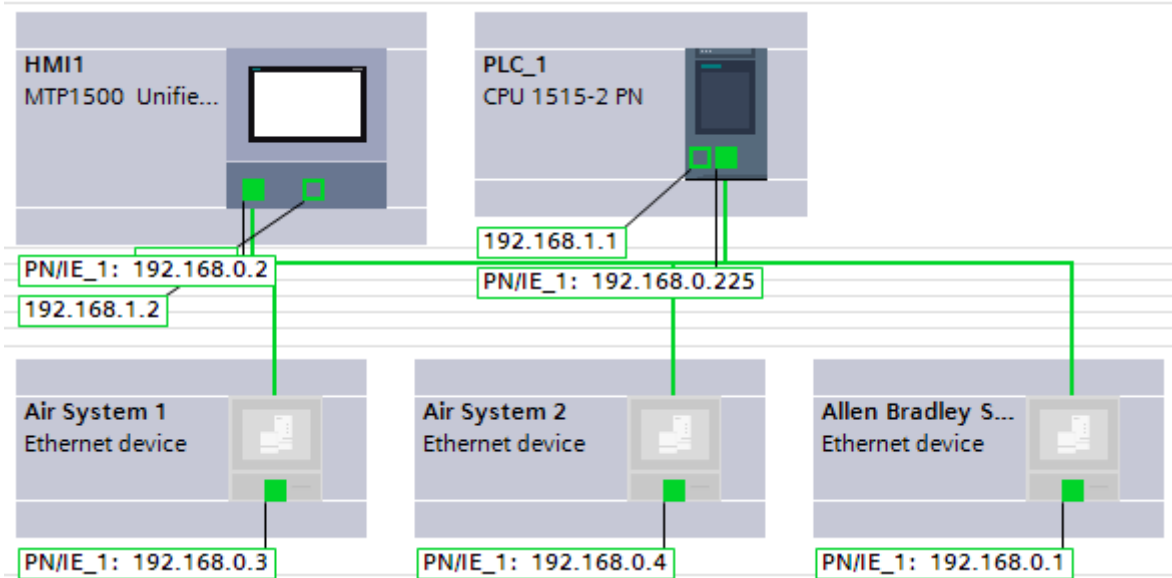 HMI1
MTP1500 Unifie...
PLC_1
CPU 1515-2 PN
192.168.1.1
PN/IE_1: 192.168.0.2
PN/IE_1: 192.168.0.225
192.168.1.2
Air System 1
Ethernet device
Air System 2
Ethernet device
Allen Bradley S...
Ethernet device
PN/IE_1: 192.168.0.3
PN/IE_1: 192.168.0.4
PN/IE_1: 192.168.0.1